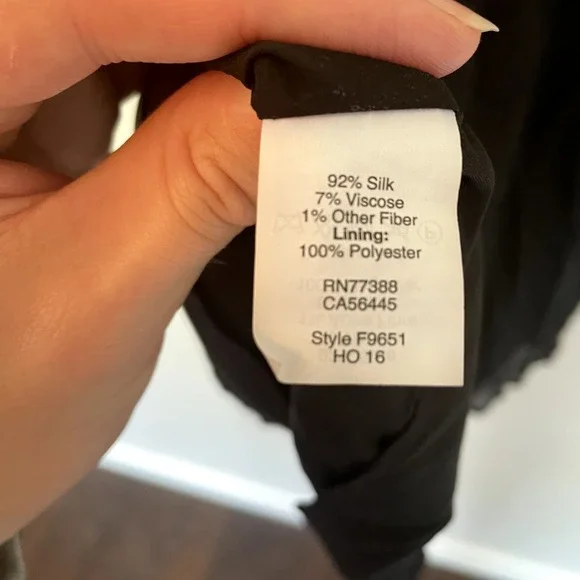 92% Silk
7% Viscose
1% Other Fiber
Lining:
100% Polyester
RN77388
CA56445
Style F9651
HO 16